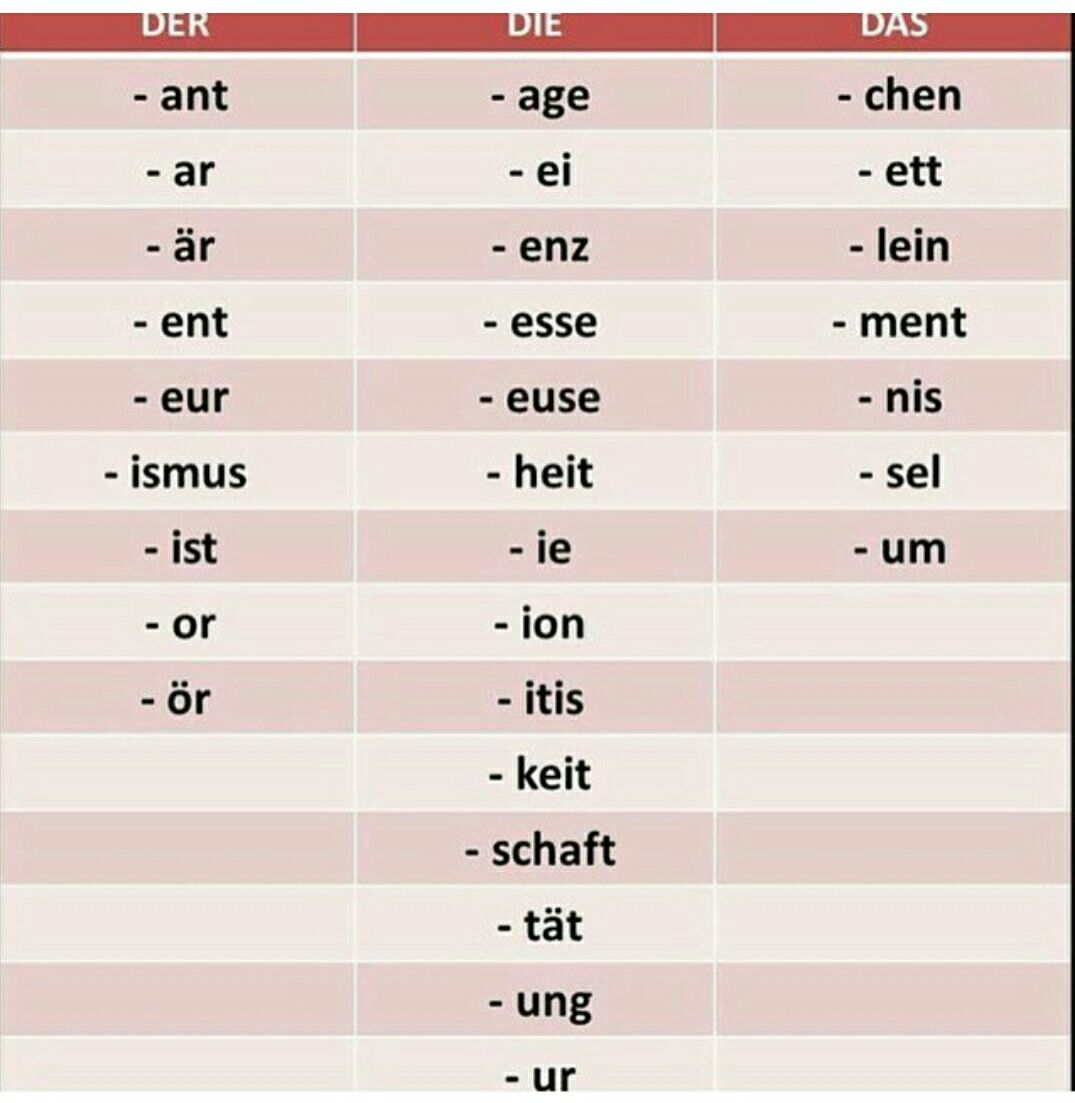 DER DIE DAS
- ant - age - chen
- ar - ei - ett
- är - enz - lein
- ent - esse - ment
- eur - euse - nis
- ismus - heit - sel
- ist - ie - um
- or - ion
- ör - itis
- keit
- schaft
- tät
- ung
- ur